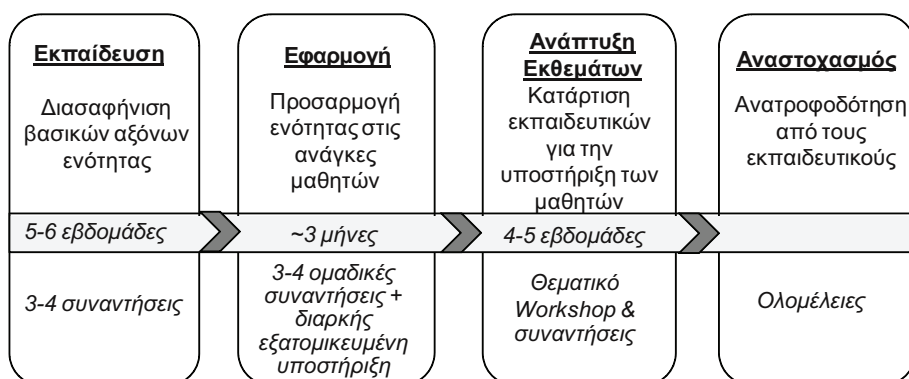 Εκπαίδευση
Διασαφήνιση
βασικών αξόνων
ενότητας
5-6 εβδομάδες
3-4 συναντήσεις
Εφαρμογή
Προσαρμογή
ενότητας στις
ανάγκες
μαθητών
~3 μήνες
3-4 ομαδικές
συναντήσεις +
διαρκής
εξατομικευμένη
υποστήριξη
Ανάπτυξη
Εκθεμάτων
Κατάρτιση
εκπαιδευτικών
για την
υποστήριξη των
μαθητών
4-5 εβδομάδες
Θεματικό
Workshop &
συναντήσεις
Αναστοχασμός
Ανατροφοδότηση
από τους
εκπαιδευτικούς
Ολομέλειες